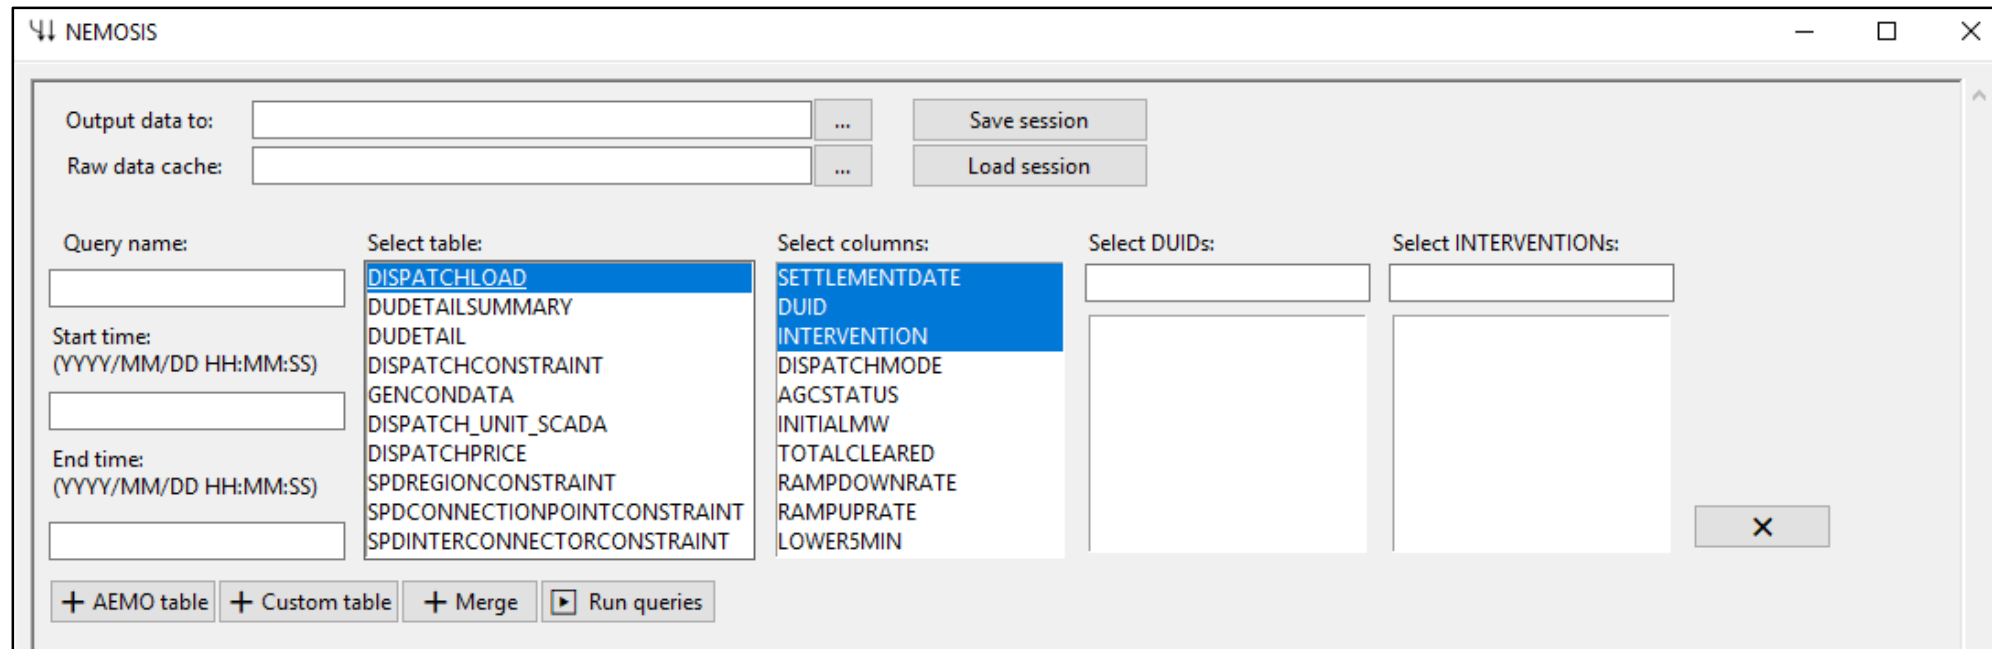 NEMOSIS
Output data to:
...
Save session
Raw data cache:
...
Load session
Query name:
Start time:
(YYYY/MM/DD HH:MM:SS)
End time:
(YYYY/MM/DD HH:MM:SS)
Select table:
DISPATCHLOAD
DUDETAILSUMMARY
DUDETAIL
DISPATCHCONSTRAINT
GENCONDATA
DISPATCH_UNIT_SCADA
DISPATCHPRICE
SPDREGIONCONSTRAINT
SPDCONNECTIONPOINTCONSTRAINT
SPDINTERCONNECTORCONSTRAINT
Select columns:
SETTLEMENTDATE
DUID
INTERVENTION
DISPATCHMODE
AGCSTATUS
INITIALMW
TOTALCLEARED
RAMPDOWNRATE
RAMPUPRATE
LOWER5MIN
Select DUIDs:
Select INTERVENTIONs:
+ AEMO table
+ Custom table
+ Merge
Run queries